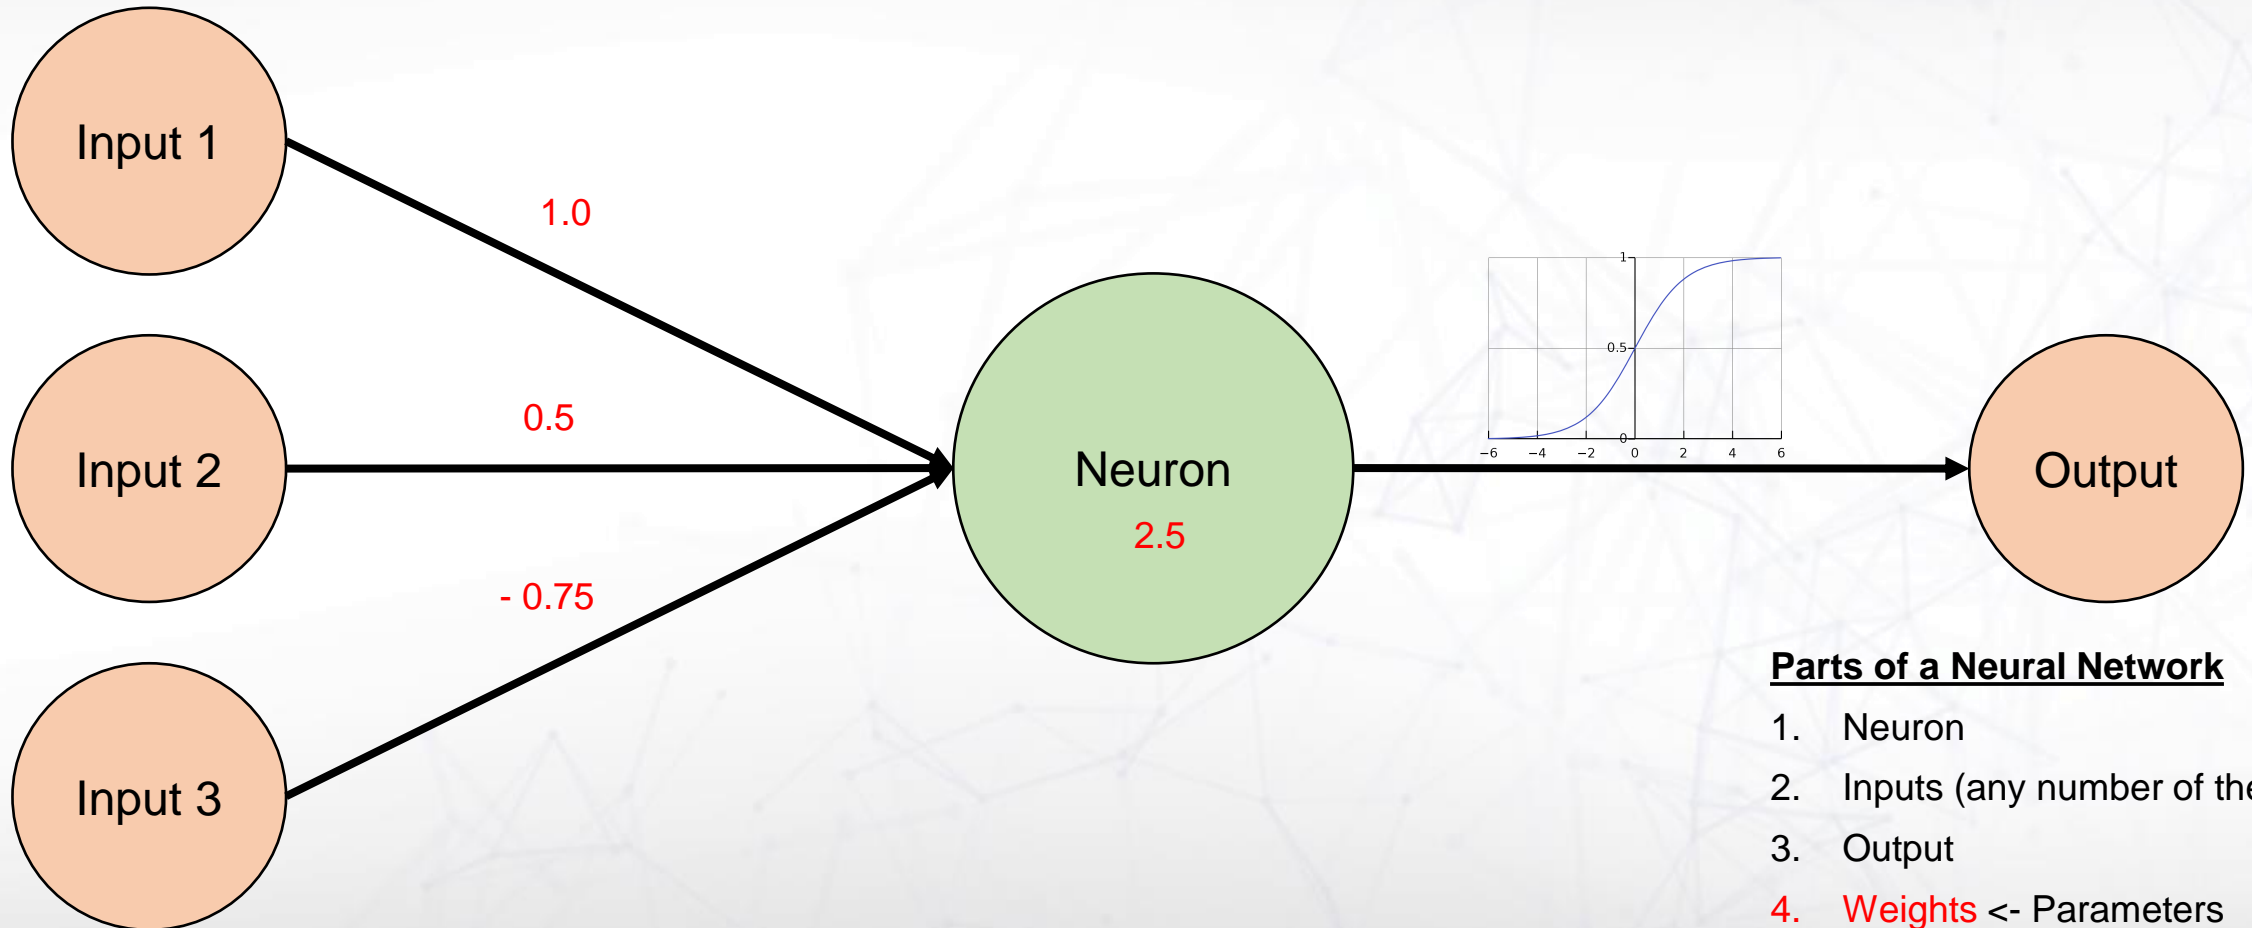 Input 1
1.0
1
0.5
0
−6 −4 −2 0 2 4 6
0.5
Input 2
Neuron
2.5
Output
- 0.75
Input 3
Parts of a Neural Network
1. Neuron
2. Inputs (any number of the
3. Output
4. Weights <- Parameters